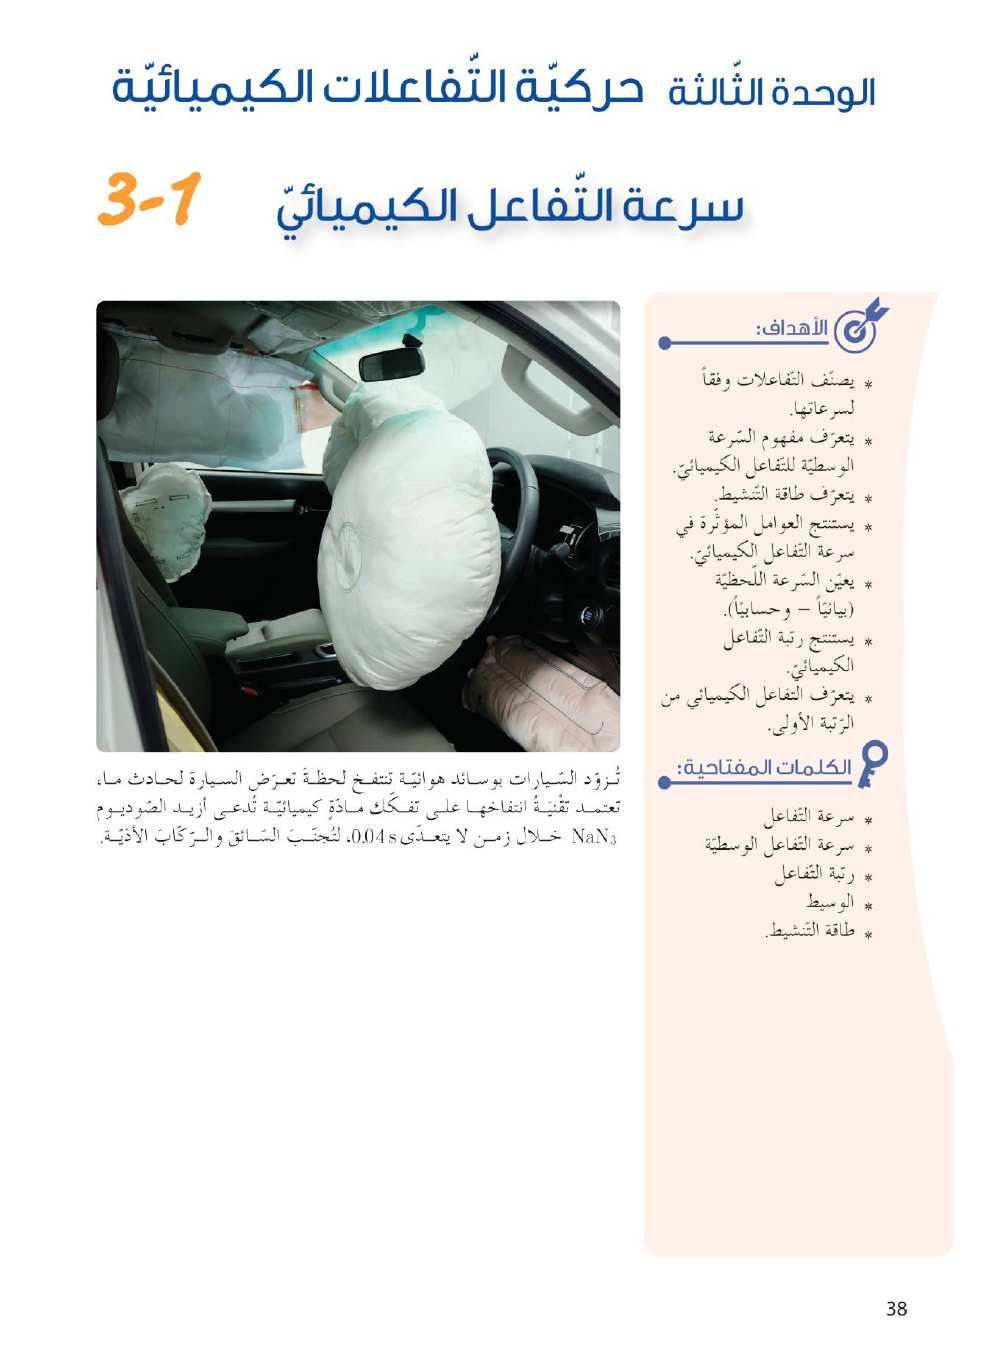 الوحدة الثّالثة حركيّة التّفاعلات الكيميائيّة
3-1 سرعة التّفاعل الكيميائيّ
الأهداف:
* يصنّف التّفاعلات وفقاً
لسرعاتها.
* يتعرّف مفهوم السّرعة
الوسطيّة للتّفاعل الكيميائيّ.
* يتعرّف طاقة التّنشيط.
* يستنتج العوامل المؤثّرة في
سرعة التّفاعل الكيميائيّ.
* يعيّن السّرعة اللّحظيّة
(بيانيّاً – وحسابيّاً).
* يستنتج رتبة التّفاعل
الكيميائيّ.
* يتعرّف التفاعل الكيميائي من
الرّتبة الأولى.
الكلمات المفتاحية:
* سرعة التّفاعل
* سرعة التّفاعل الوسطيّة
* رتبة التّفاعل
* الوسيط
* طاقة التّنشيط.
تُزوّد السّيارات بوسائد هوائيّة تنتفخ لحظةَ تعرّض السيارة لحادث ما،
تعتمد تقْنيَةُ انتفاخها على تفكّك مادّةٍ كيميائيّة تُدعى أزيد الصّوديوم
NaN₃ خلال زمن لا يتعدّى 0.04 s، لتُجنّبَ السّائقَ والرّكّابَ الأذيّة.
38